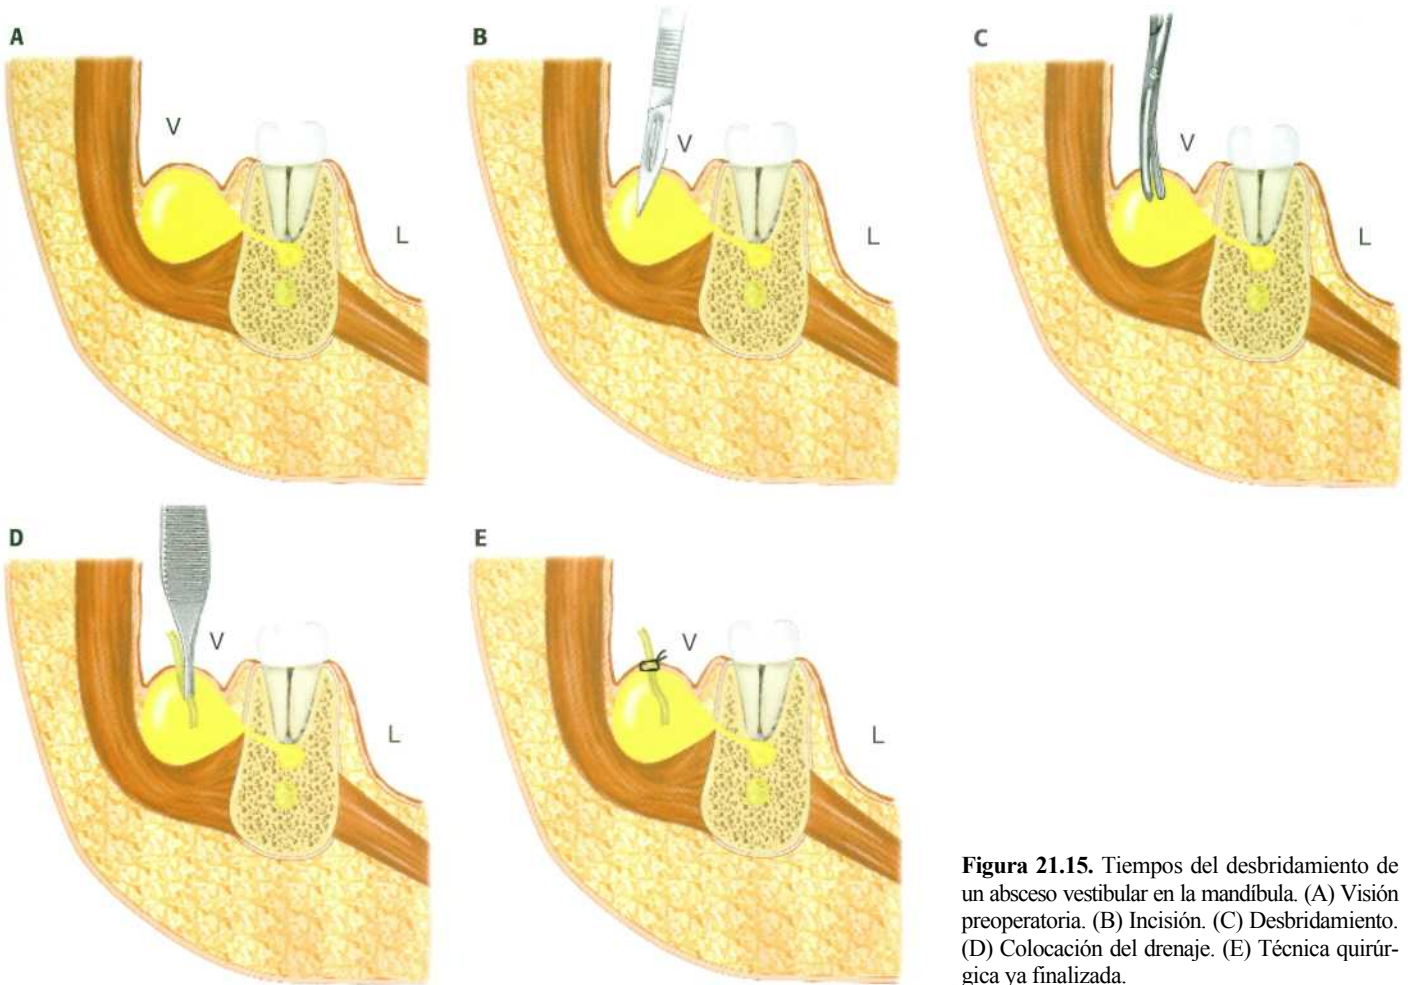 A
B
C
V
V
V
L
L
L
D
E
V
V
L
L
Figura 21.15. Tiempos del desbridamiento de
un absceso vestibular en la mandíbula. (A) Visión
preoperatoria. (B) Incisión. (C) Desbridamiento.
(D) Colocación del drenaje. (E) Técnica quirúr-
gica ya finalizada.